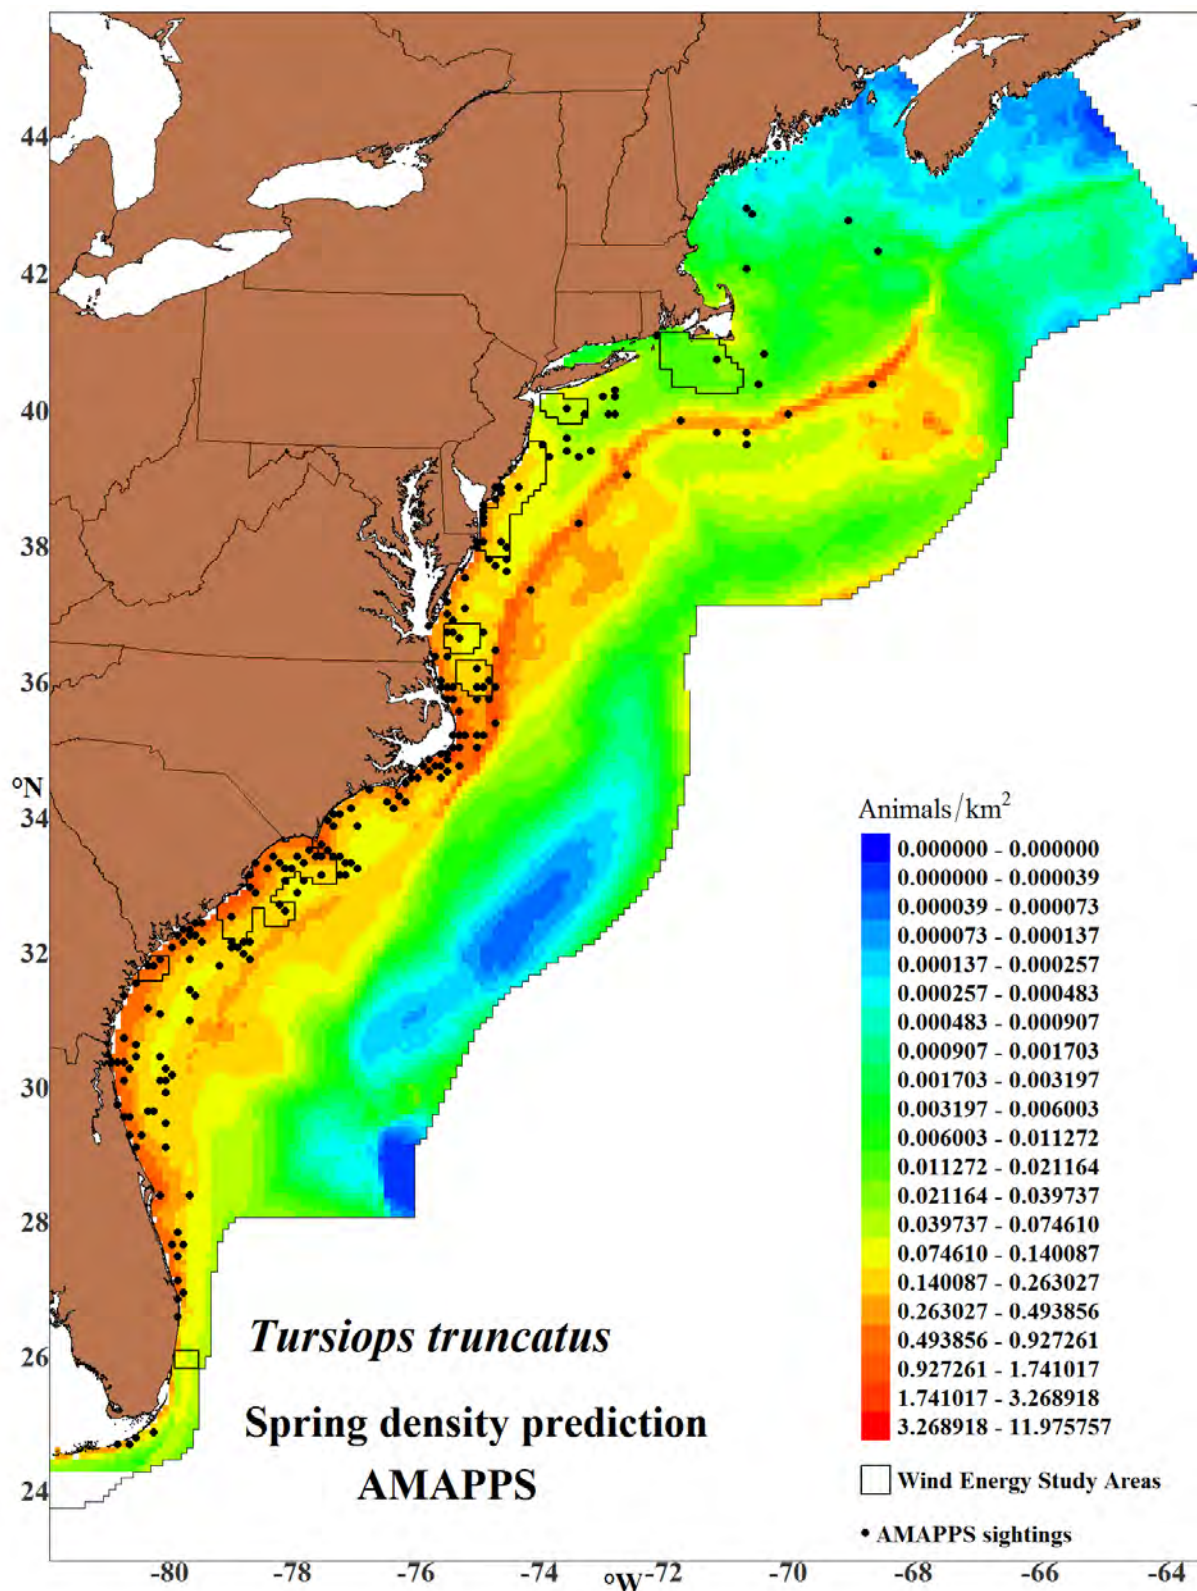 44
42
40
38
36
°N
34
32
30
28
26
24
Animals/km²
0.000000 - 0.000000
0.000000 - 0.000039
0.000039 - 0.000073
0.000073 - 0.000137
0.000137 - 0.000257
0.000257 - 0.000483
0.000483 - 0.000907
0.000907 - 0.001703
0.001703 - 0.003197
0.003197 - 0.006003
0.006003 - 0.011272
0.011272 - 0.021164
0.021164 - 0.039737
0.039737 - 0.074610
0.074610 - 0.140087
0.140087 - 0.263027
0.263027 - 0.493856
0.493856 - 0.927261
0.927261 - 1.741017
1.741017 - 3.268918
3.268918 - 11.975757
Wind Energy Study Areas
AMAPPS sightings
Tursiops truncatus
Spring density prediction
AMAPPS
-80 -78 -76 -74 -72 -70 -68 -66 -64
°W